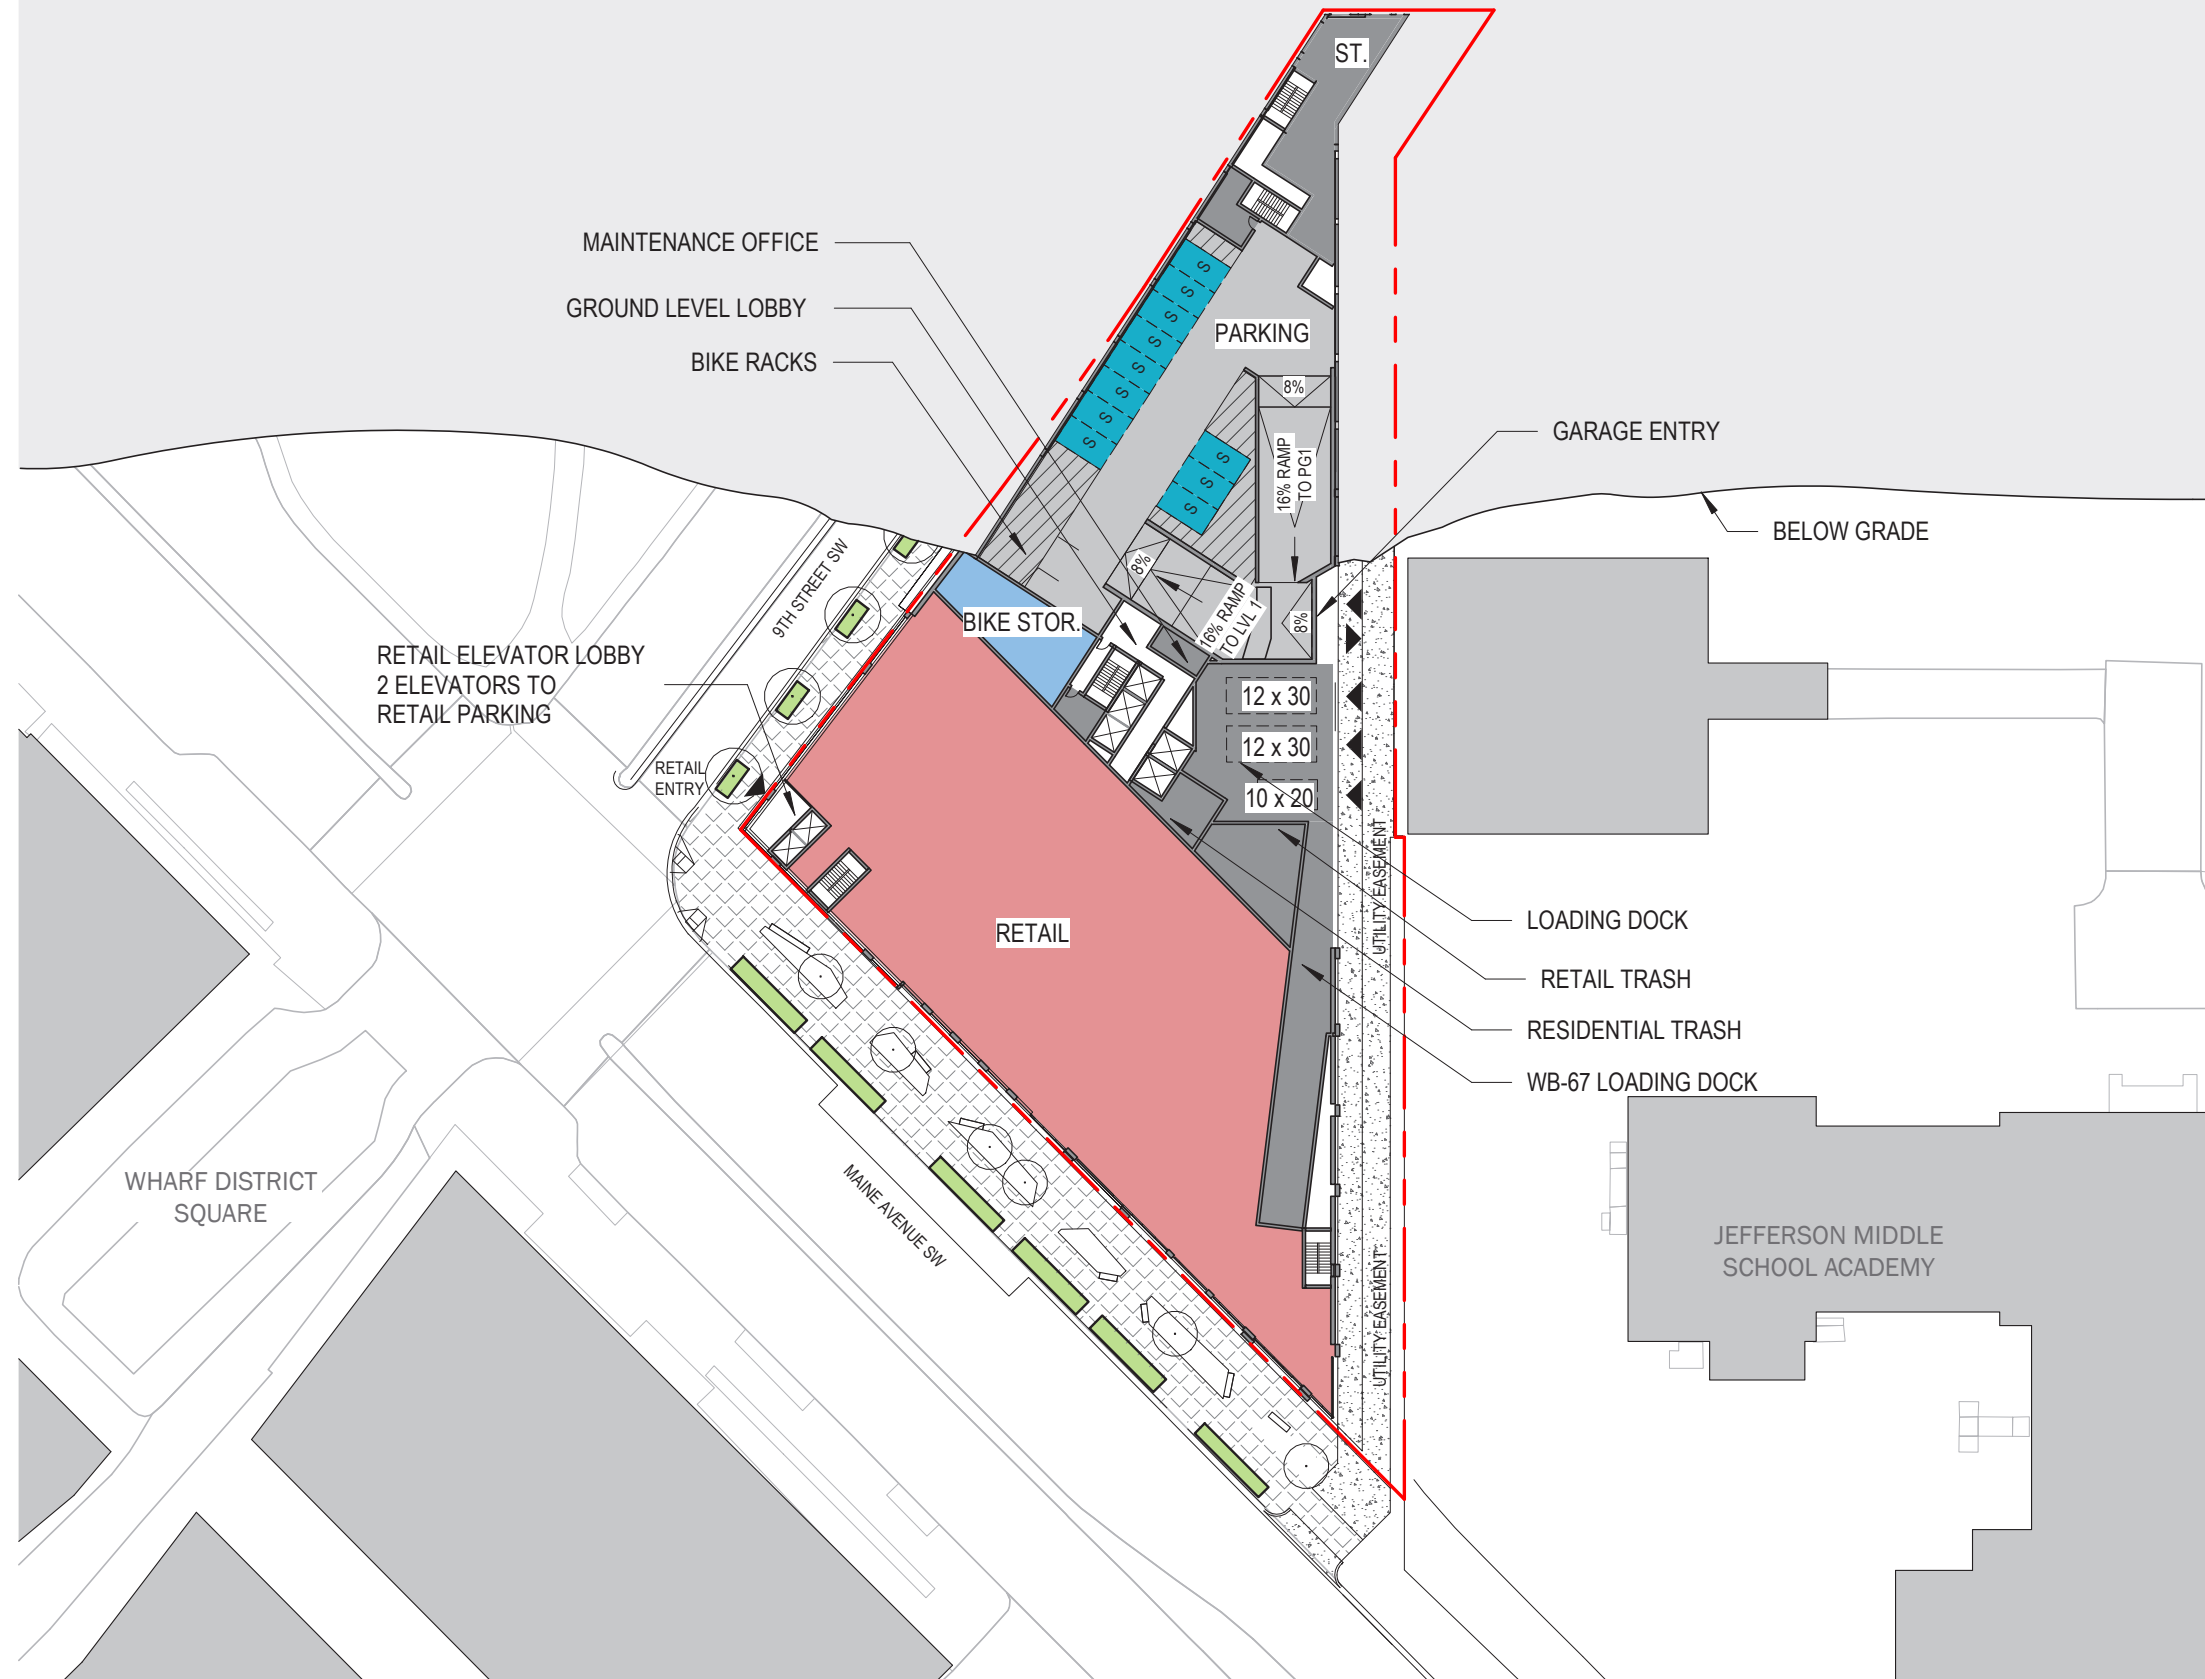 ST.
MAINTENANCE OFFICE
GROUND LEVEL LOBBY
BIKE RACKS
S
S
S
S
S
S
S
S
PARKING
8%
S
S
S
16% RAMP
TO PG1
GARAGE ENTRY
BELOW GRADE
8%
16% RAMP
TO LVL 1
8%
9TH STREET SW
BIKE STOR.
RETAIL ELEVATOR LOBBY
2 ELEVATORS TO
RETAIL PARKING
RETAIL
ENTRY
12 x 30
12 x 30
10 x 20
UTILITY EASEMENT
RETAIL
LOADING DOCK
RETAIL TRASH
RESIDENTIAL TRASH
WB-67 LOADING DOCK
WHARF DISTRICT
SQUARE
MAINE AVENUE SW
UTILITY EASEMENT
JEFFERSON MIDDLE
SCHOOL ACADEMY